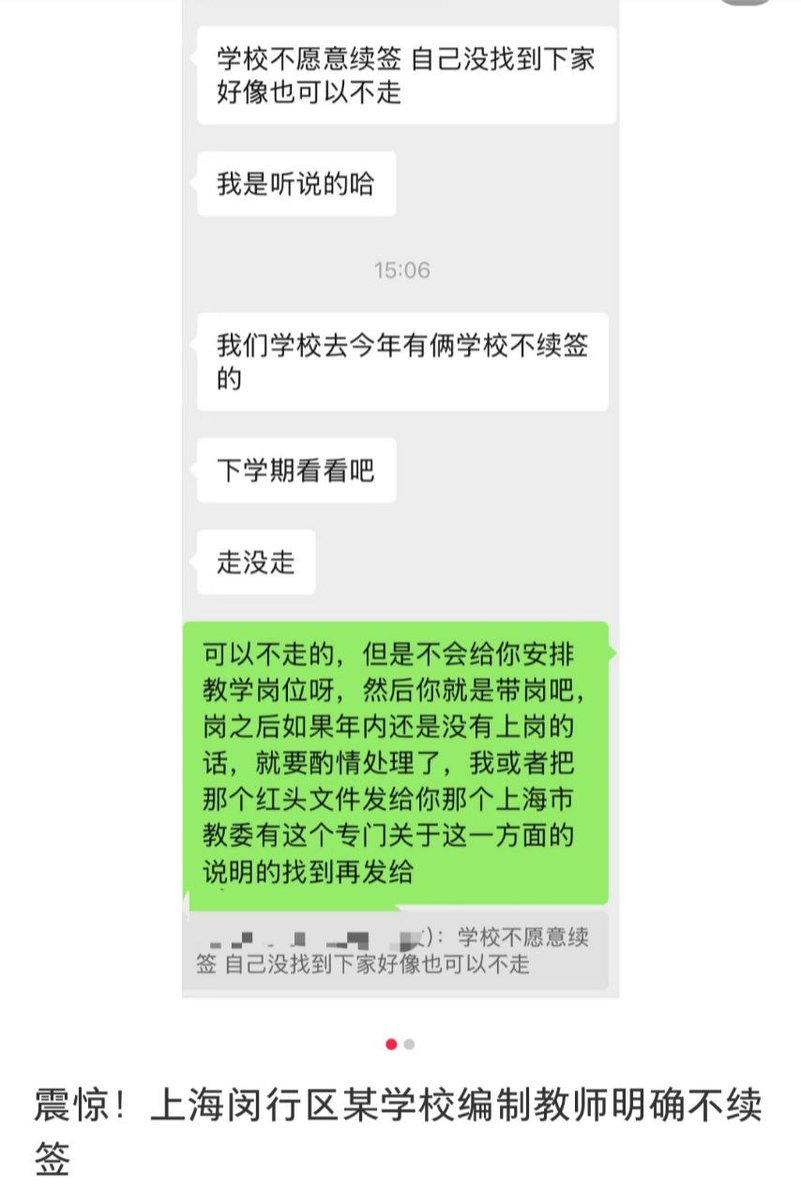 学校不愿意续签 自己没找到下家
好像也可以不走
我是听说的哈
15:06
我们学校去今年有俩学校不续签
的
下学期看看吧
走没走
可以不走的，但是不会给你安排
教学岗位呀，然后你就是带岗吧，
岗之后如果年内还是没有上岗的
话，就要酌情处理了，我或者把
那个红头文件发给你那个上海市
教委有这个专门关于这一方面的
说明的找到再发给
)：学校不愿意续
签 自己没找到下家好像也可以不走
震惊！上海闵行区某学校编制教师明确不续
签